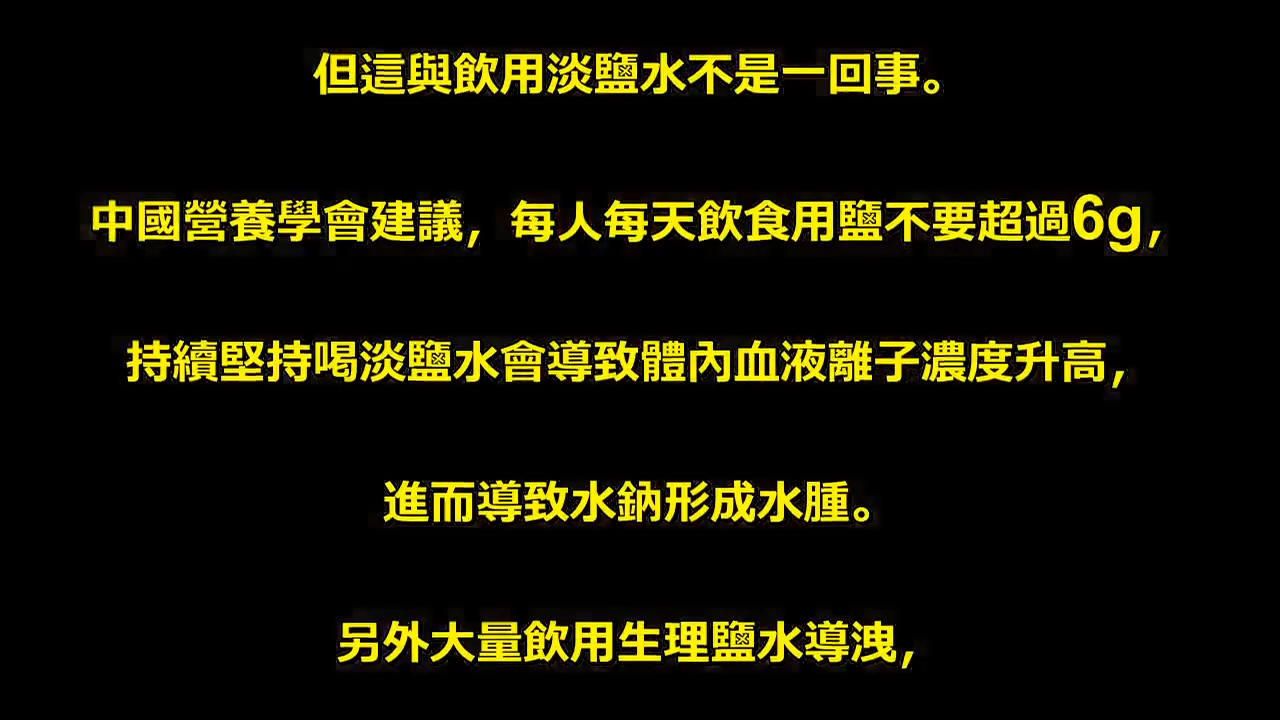 但這與飲用淡鹽水不是一回事。
中國營養學會建議，每人每天飲食用鹽不要超過6g，
持續堅持喝淡鹽水會導致體內血液離子濃度升高，
進而導致水鈉形成水腫。
另外大量飲用生理鹽水導洩，